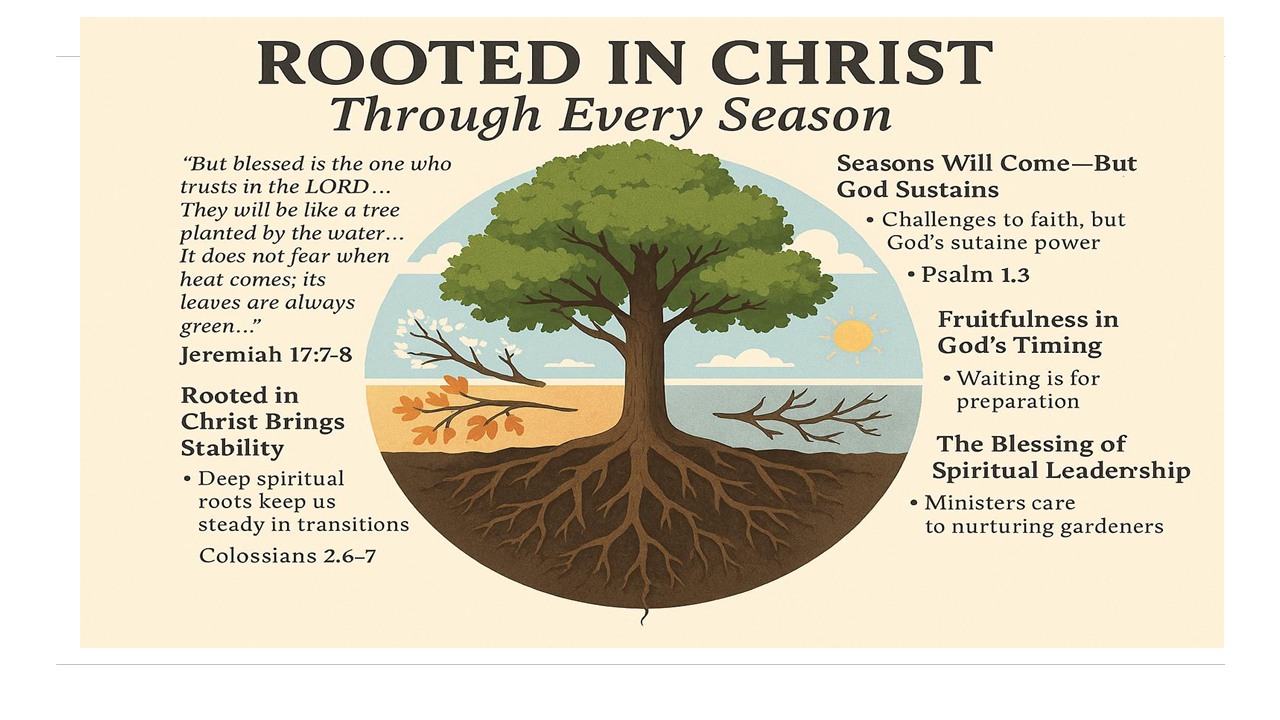 ROOTED IN CHRIST
Through Every Season
“But blessed is the one who
trusts in the LORD...
They will be like a tree
planted by the water...
It does not fear when
heat comes; its
leaves are always
green...”
Jeremiah 17:7-8
Rooted in
Christ Brings
Stability
• Deep spiritual
roots keep us
steady in transitions
Colossians 2.6–7
Seasons Will Come—But
God Sustains
• Challenges to faith, but
God’s sutaine power
• Psalm 1.3
Fruitfulness in
God’s Timing
• Waiting is for
preparation
The Blessing of
Spiritual Leadership
• Ministers care
to nurturing gardeners